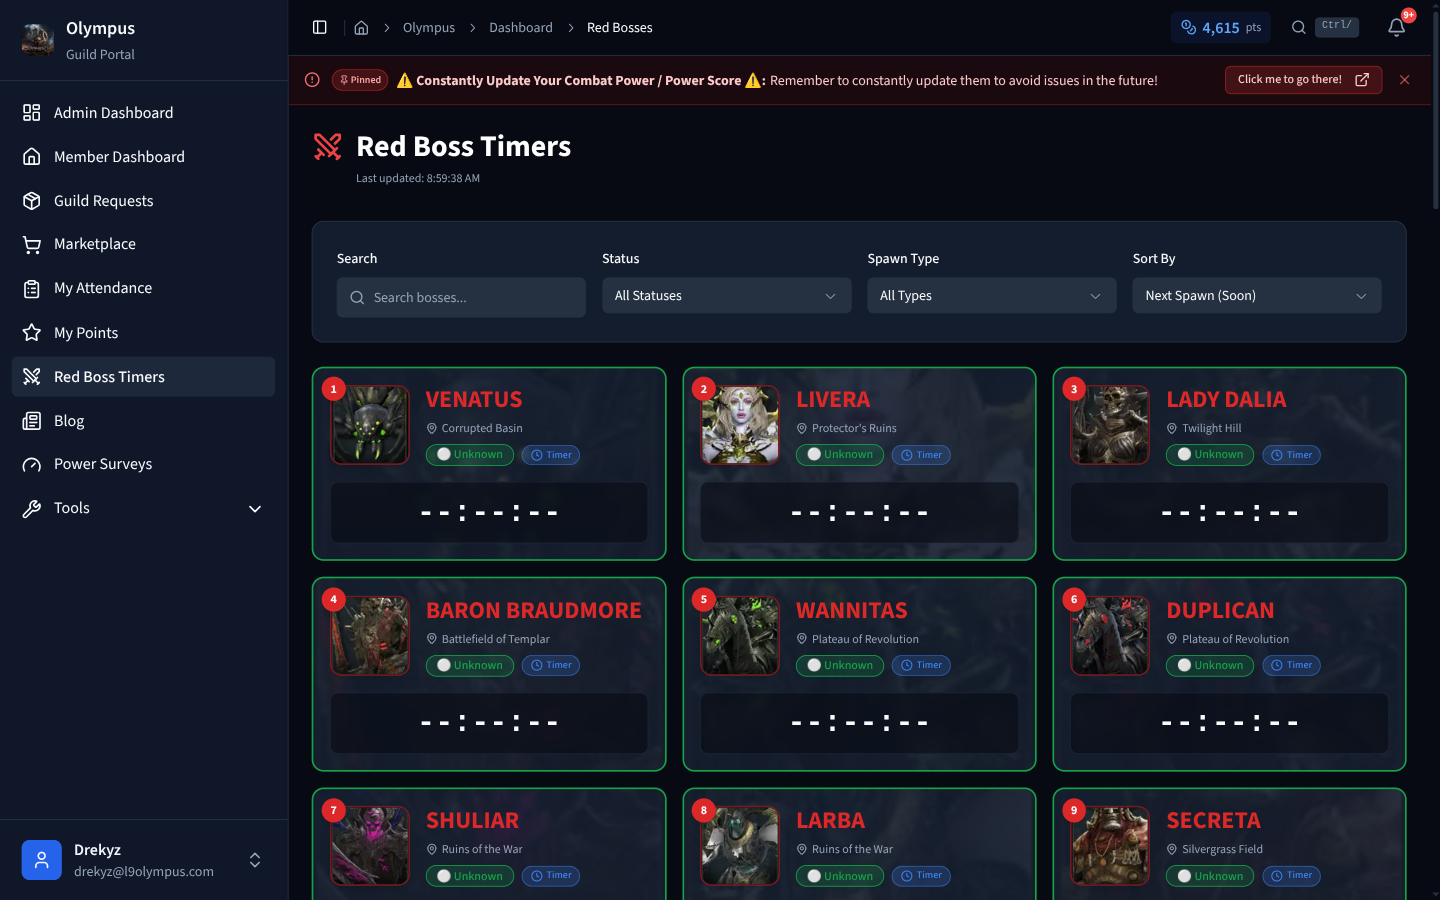 Olympus
Guild Portal
Admin Dashboard
Member Dashboard
Guild Requests
Marketplace
My Attendance
My Points
Red Boss Timers
Blog
Power Surveys
Tools
Drekyz
drekyz@l9olympus.com
Olympus
Dashboard
Red Bosses
4,615 pts
Ctrl/
9+
Pinned
⚠️ Constantly Update Your Combat Power / Power Score ⚠️: Remember to constantly update them to avoid issues in the future!
Click me to go there!
Red Boss Timers
Last updated: 8:59:38 AM
Search
Search bosses...
Status
All Statuses
Spawn Type
All Types
Sort By
Next Spawn (Soon)
1
VENATUS
Corrupted Basin
Unknown
Timer
--:--:--
2
LIVERA
Protector's Ruins
Unknown
Timer
--:--:--
3
LADY DALIA
Twilight Hill
Unknown
Timer
--:--:--
4
BARON BRAUDMORE
Battlefield of Templar
Unknown
Timer
--:--:--
5
WANNITAS
Plateau of Revolution
Unknown
Timer
--:--:--
6
DUPLICAN
Plateau of Revolution
Unknown
Timer
--:--:--
7
SHULIAR
Ruins of the War
Unknown
Timer
8
LARBA
Ruins of the War
Unknown
Timer
9
SECRETA
Silvergrass Field
Unknown
Timer